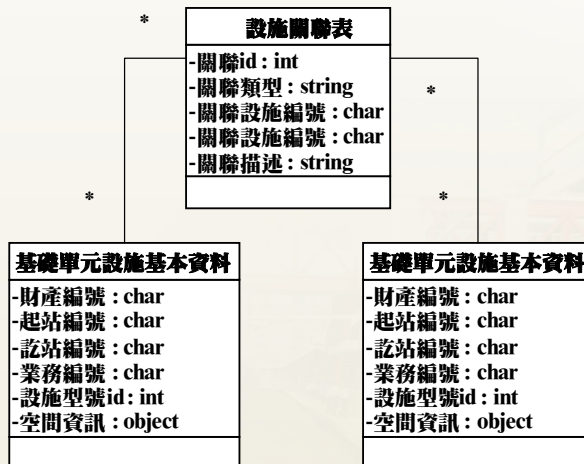 *
設施關聯表
-關聯id : int
-關聯類型 : string
-關聯設施編號 : char
-關聯設施編號 : char
-關聯描述 : string
*
*
*
基礎單元設施基本資料
-財產編號 : char
-起站編號 : char
-訖站編號 : char
-業務編號 : char
-設施型號id : int
-空間資訊 : object
基礎單元設施基本資料
-財產編號 : char
-起站編號 : char
-訖站編號 : char
-業務編號 : char
-設施型號id : int
-空間資訊 : object